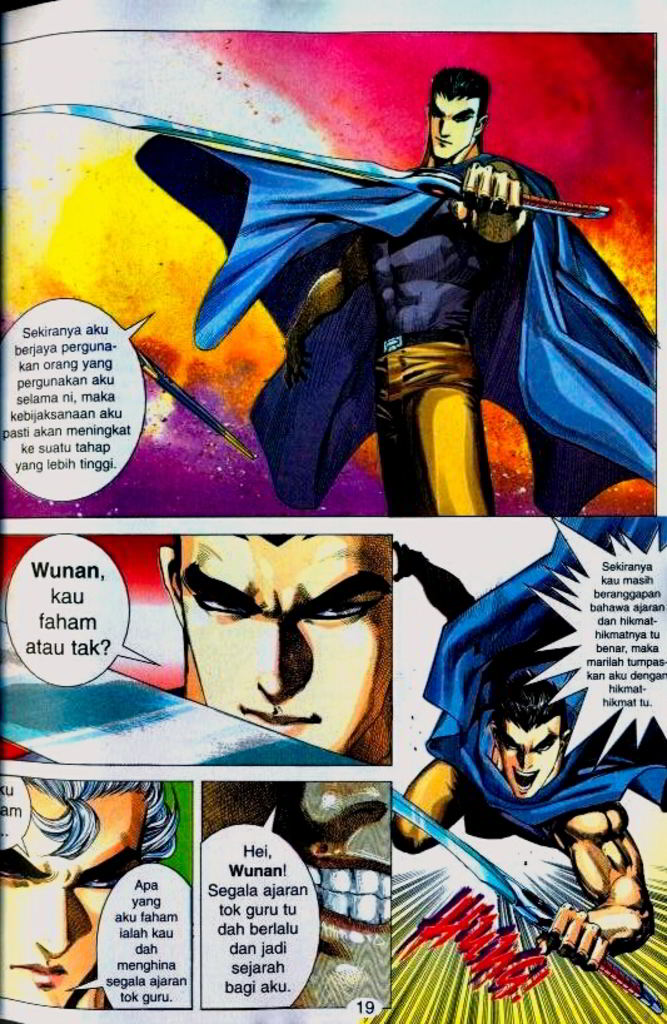 Sekiranya aku
berjaya perguna-
kan orang yang
pergunakan aku
selama ni, maka
kebijaksanaan aku
pasti akan meningkat
ke suatu tahap
yang lebih tinggi.
Wunan,
kau
faham
atau tak?
Sekiranya
kau masih
beranggapan
bahawa ajaran
dan hikmat-
hikmatnya tu
benar, maka
marilah tumpas-
kan aku dengan
hikmat-
hikmat tu.
ku
am
...
Apa
yang
aku faham
ialah kau
dah
menghina
segala ajaran
tok guru.
Hei,
Wunan!
Segala ajaran
tok guru tu
dah berlalu
dan jadi
sejarah
bagi aku.
19